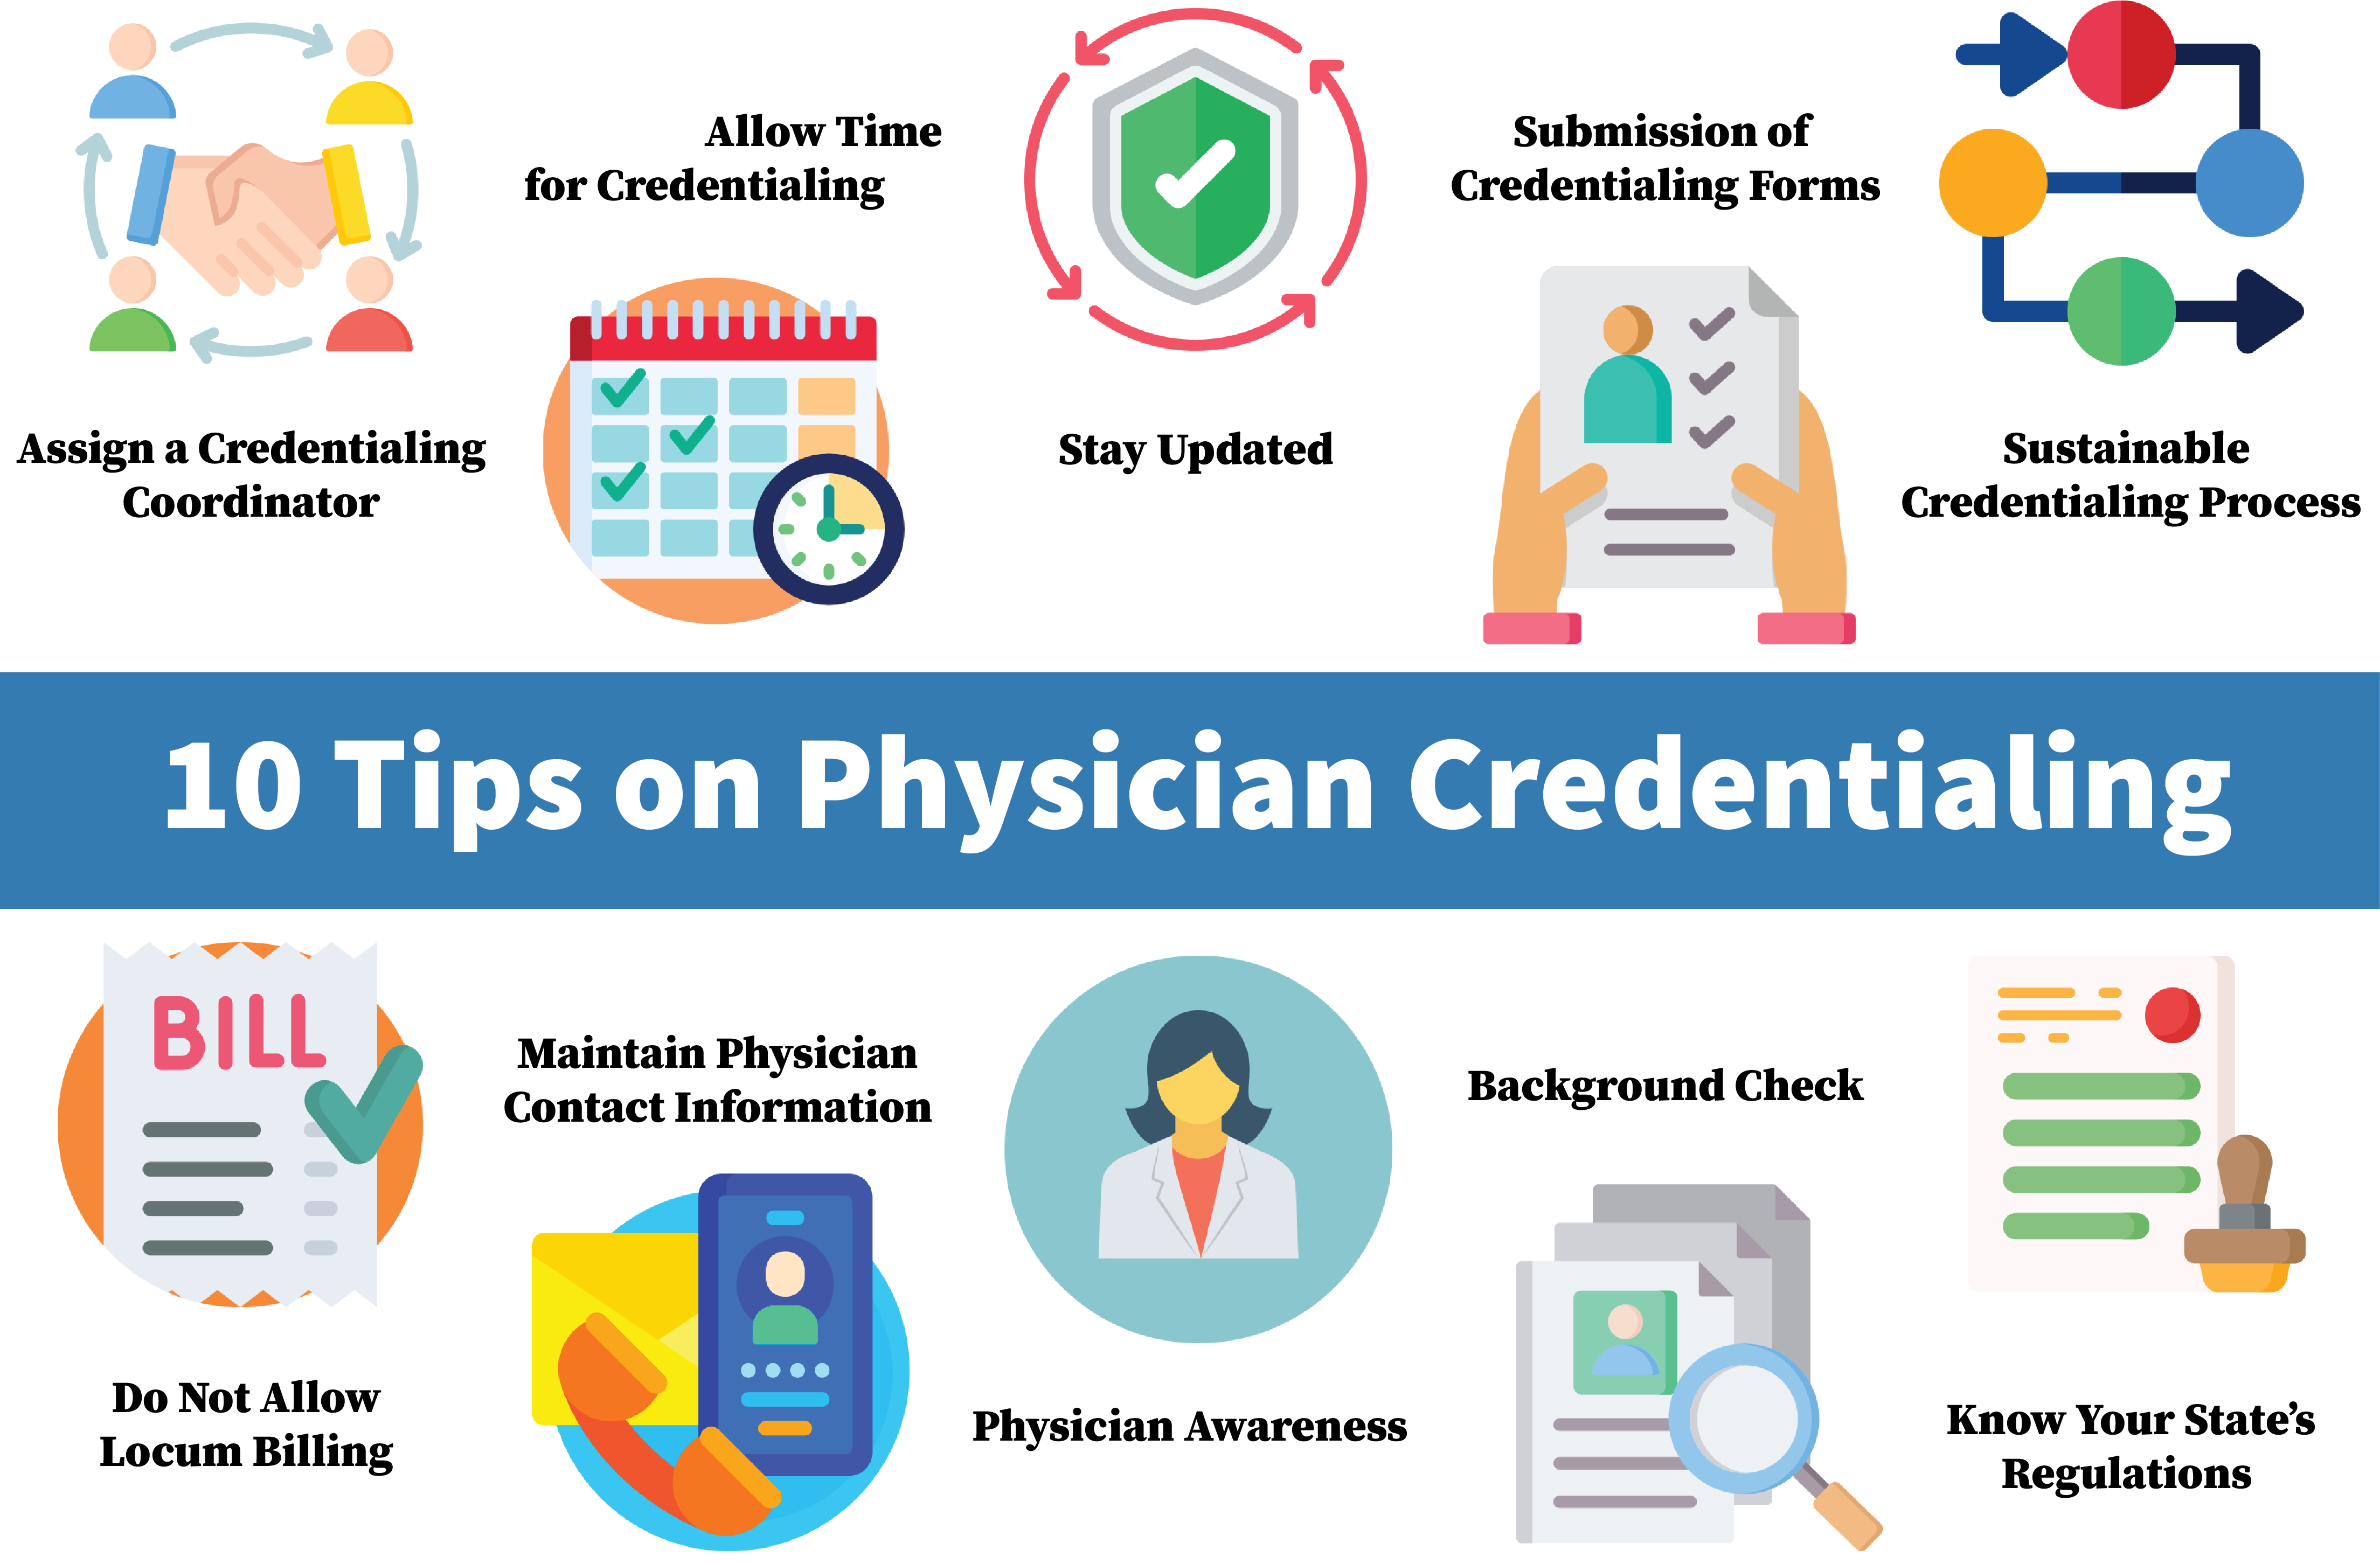 Assign a Credentialing
Coordinator
Allow Time
for Credentialing
Stay Updated
Submission of
Credentialing Forms
Sustainable
Credentialing Process
10 Tips on Physician Credentialing
BILL
Do Not Allow
Locum Billing
Maintain Physician
Contact Information
Physician Awareness
Background Check
Know Your State’s
Regulations